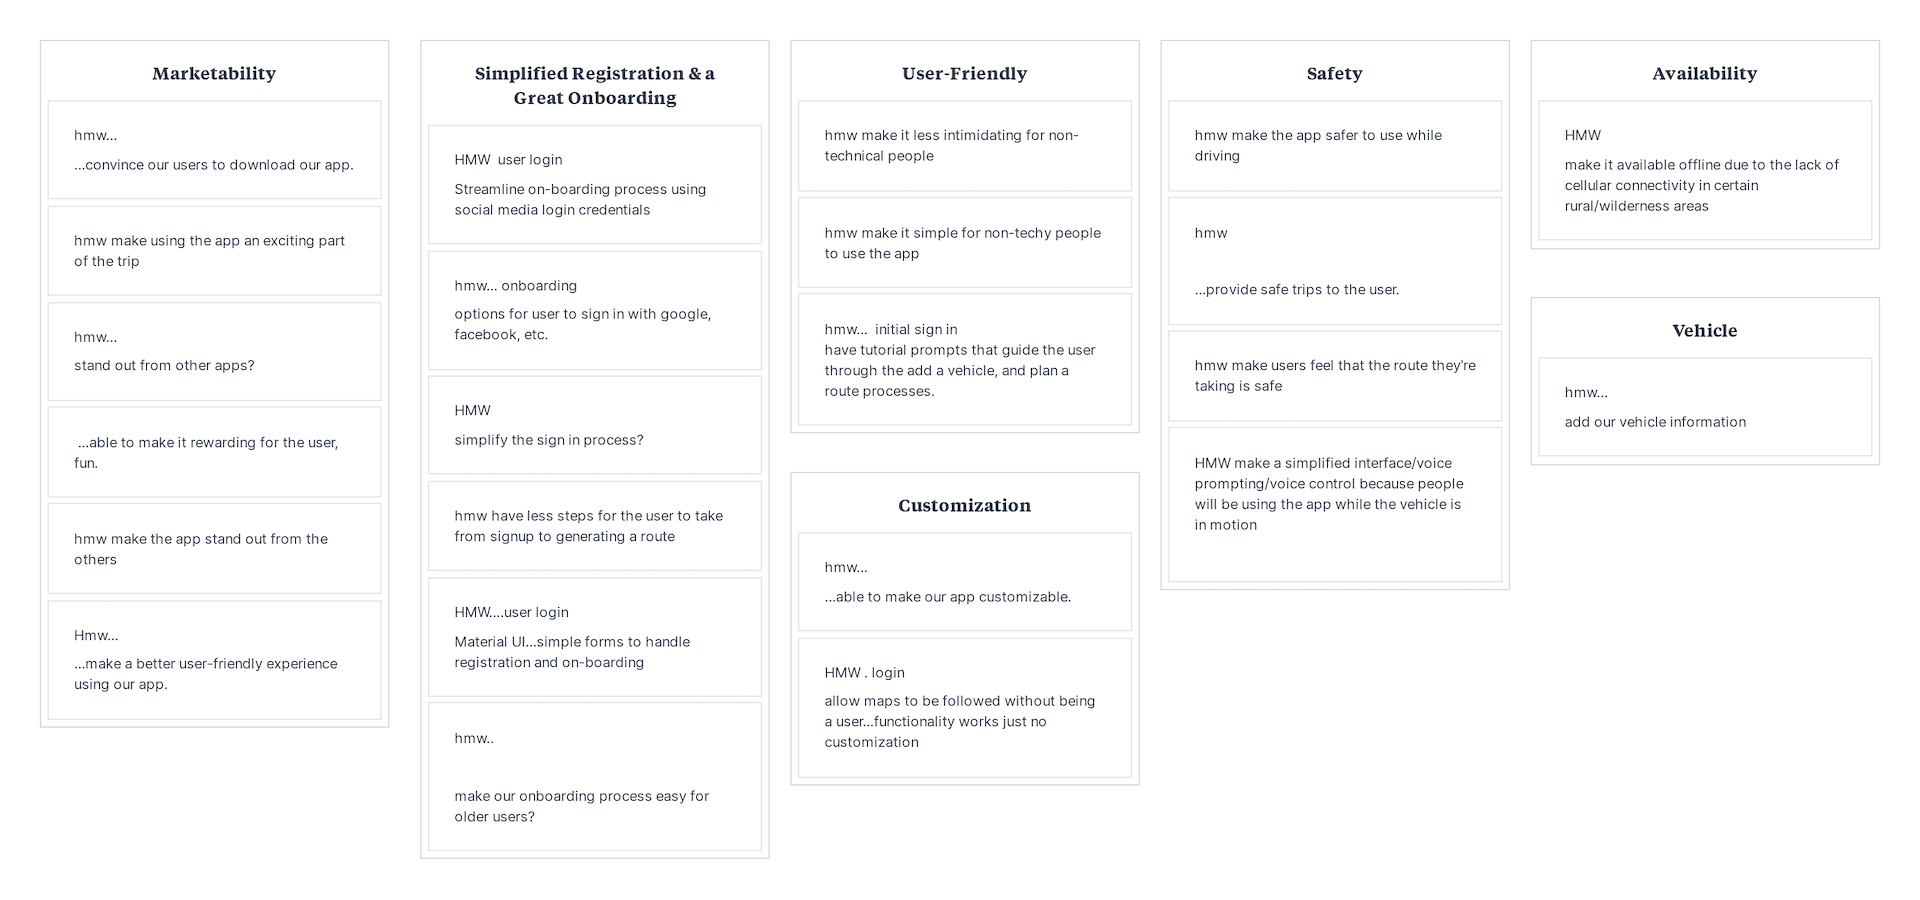 Marketability
hmw...
...convince our users to download our app.
hmw make using the app an exciting part
of the trip
hmw...
stand out from other apps?
...able to make it rewarding for the user,
fun.
hmw make the app stand out from the
others
Hmw...
...make a better user-friendly experience
using our app.
Simplified Registration & a
Great Onboarding
HMW  user login
Streamline on-boarding process using
social media login credentials
hmw... onboarding
options for user to sign in with google,
facebook, etc.
HMW
simplify the sign in process?
hmw have less steps for the user to take
from signup to generating a route
HMW....user login
Material UI...simple forms to handle
registration and on-boarding
hmw..
make our onboarding process easy for
older users?
User-Friendly
hmw make it less intimidating for non-
technical people
hmw make it simple for non-techy people
to use the app
hmw...  initial sign in
have tutorial prompts that guide the user
through the add a vehicle, and plan a
route processes.
Customization
hmw...
...able to make our app customizable.
HMW . login
allow maps to be followed without being
a user...functionality works just no
customization
Safety
hmw make the app safer to use while
driving
hmw
...provide safe trips to the user.
hmw make users feel that the route they're
taking is safe
HMW make a simplified interface/voice
prompting/voice control because people
will be using the app while the vehicle is
in motion
Availability
HMW
make it available offline due to the lack of
cellular connectivity in certain
rural/wilderness areas
Vehicle
hmw...
add our vehicle information